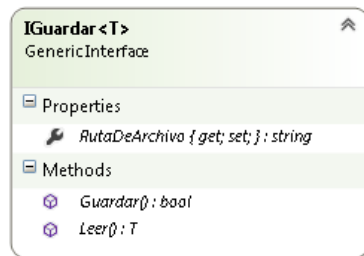 IGuardar<T>
GenericInterface
Properties
RutaDeArchivo { get; set; } : string
Methods
Guardar() : bool
Leer() : T